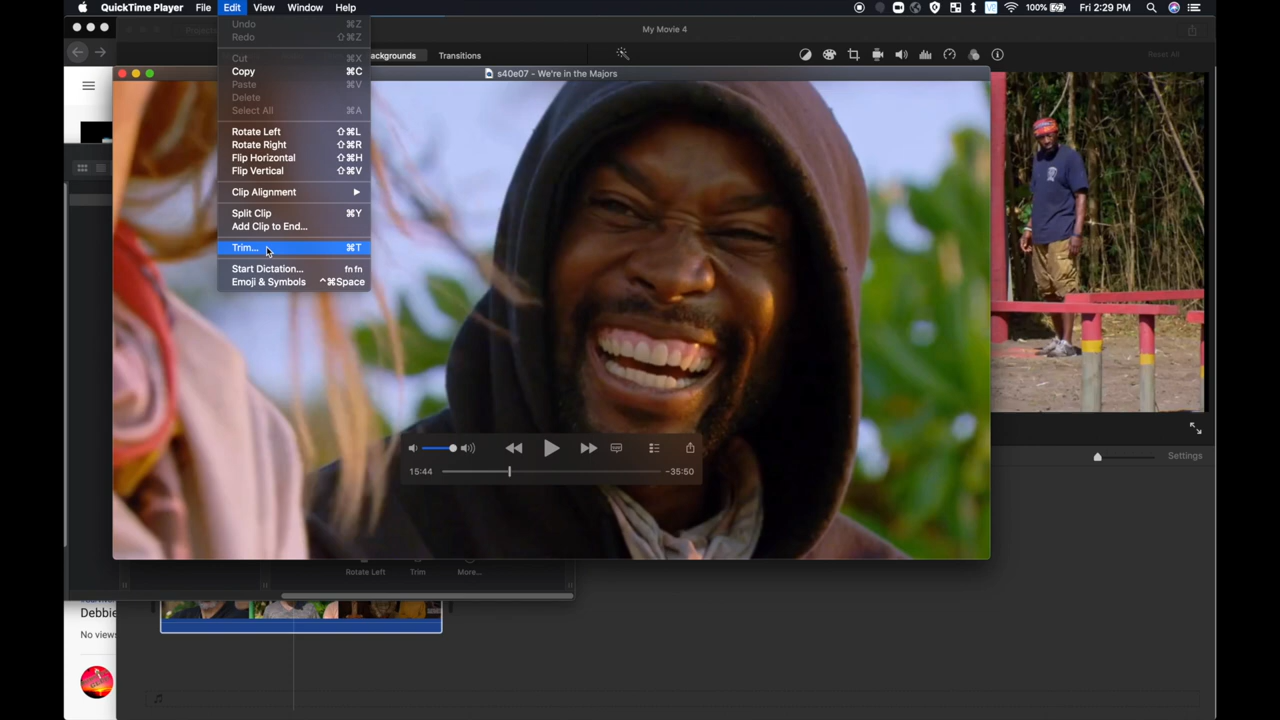 QuickTime Player File Edit View Window Help
100% Fri 2:29 PM
Undo ⌘Z
Redo ⇧⌘Z
Cut ⌘X
Copy ⌘C
Paste ⌘V
Delete
Select All ⌘A
Rotate Left ⇧⌘L
Rotate Right ⇧⌘R
Flip Horizontal ⇧⌘H
Flip Vertical ⇧⌘V
Clip Alignment
Split Clip ⌘Y
Add Clip to End...
Trim... ⌘T
Start Dictation... fn fn
Emoji & Symbols ^⌘Space
My Movie 4
ackgrounds Transitions
Reset All
s40e07 - We're in the Majors
15:44 -35:50
Settings
Rotate Left Trim More...
Debbie
No views